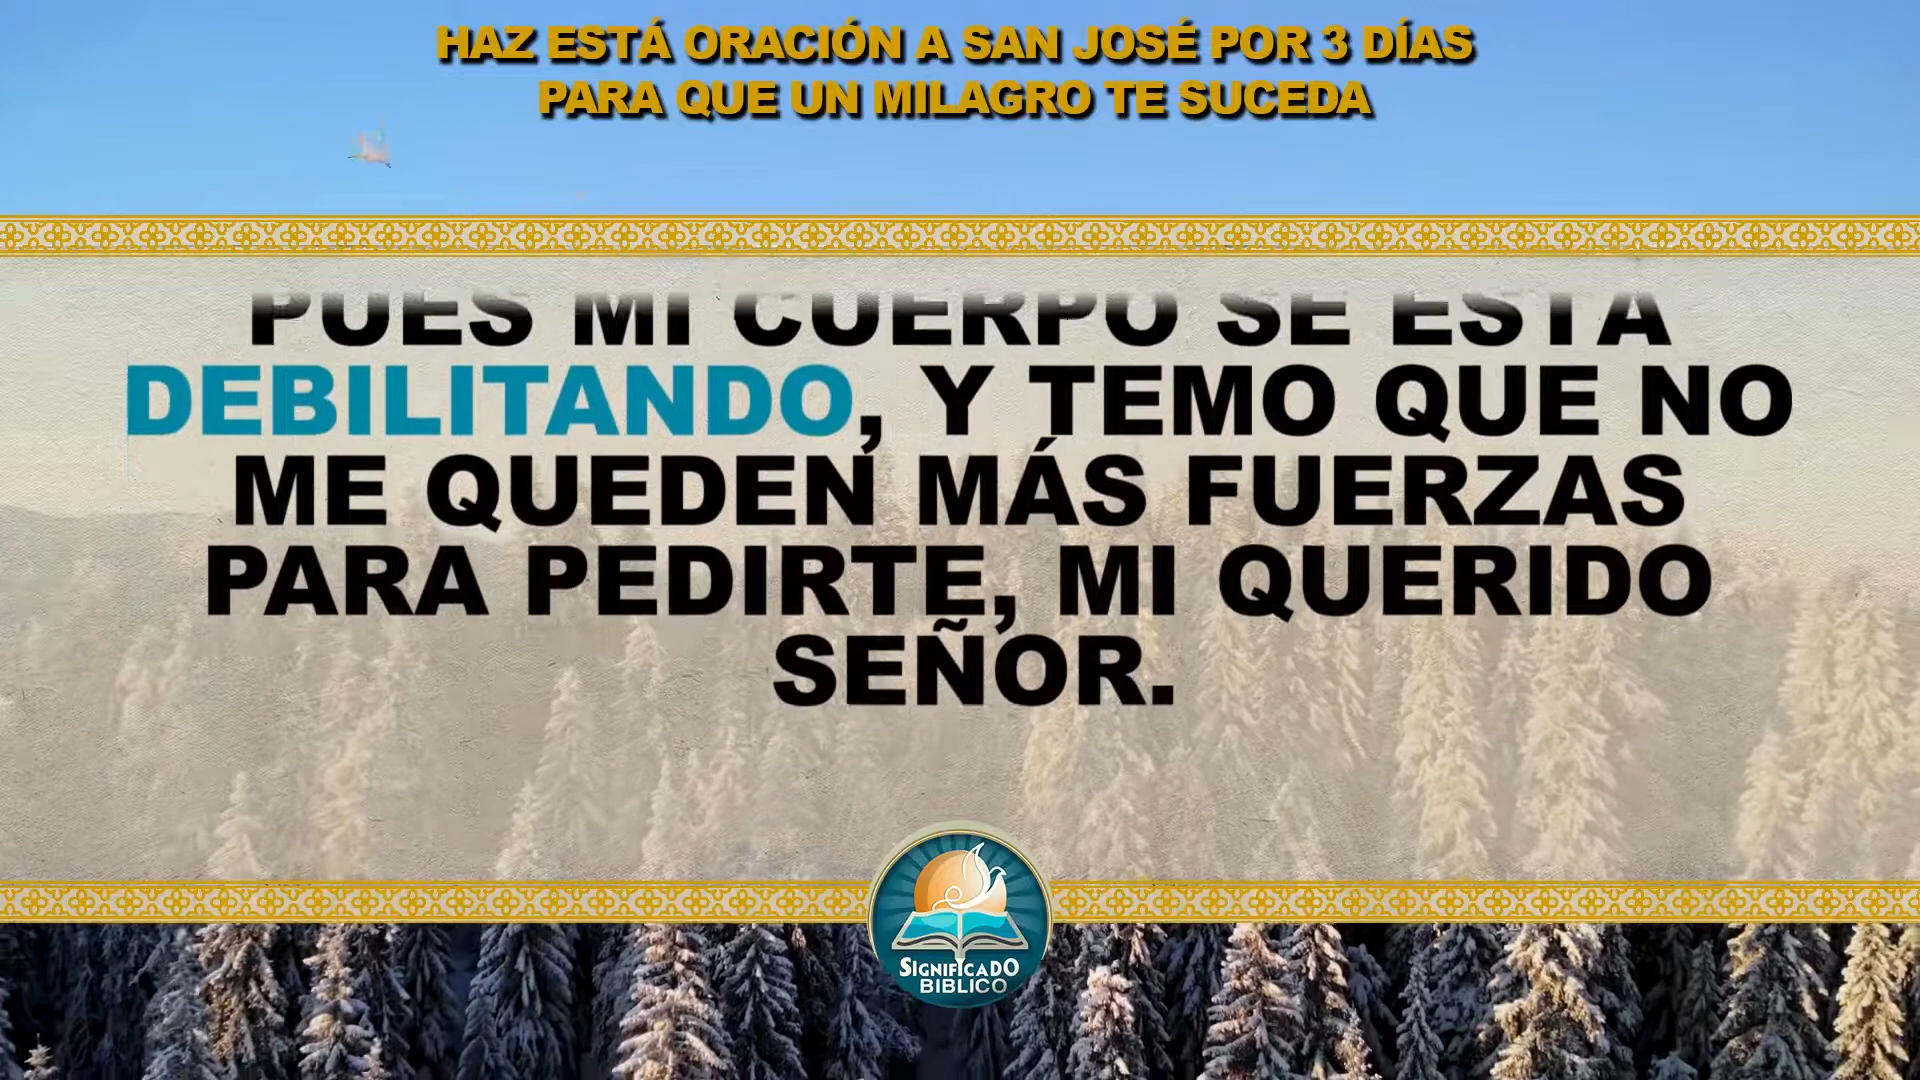 HAZ ESTÁ ORACIÓN A SAN JOSÉ POR 3 DÍAS
PARA QUE UN MILAGRO TE SUCEDA
PUES MI CUERPO SE ESTÁ
DEBILITANDO, Y TEMO QUE NO
ME QUEDEN MÁS FUERZAS
PARA PEDIRTE, MI QUERIDO
SEÑOR.
SIGNIFICADO
BIBLICO